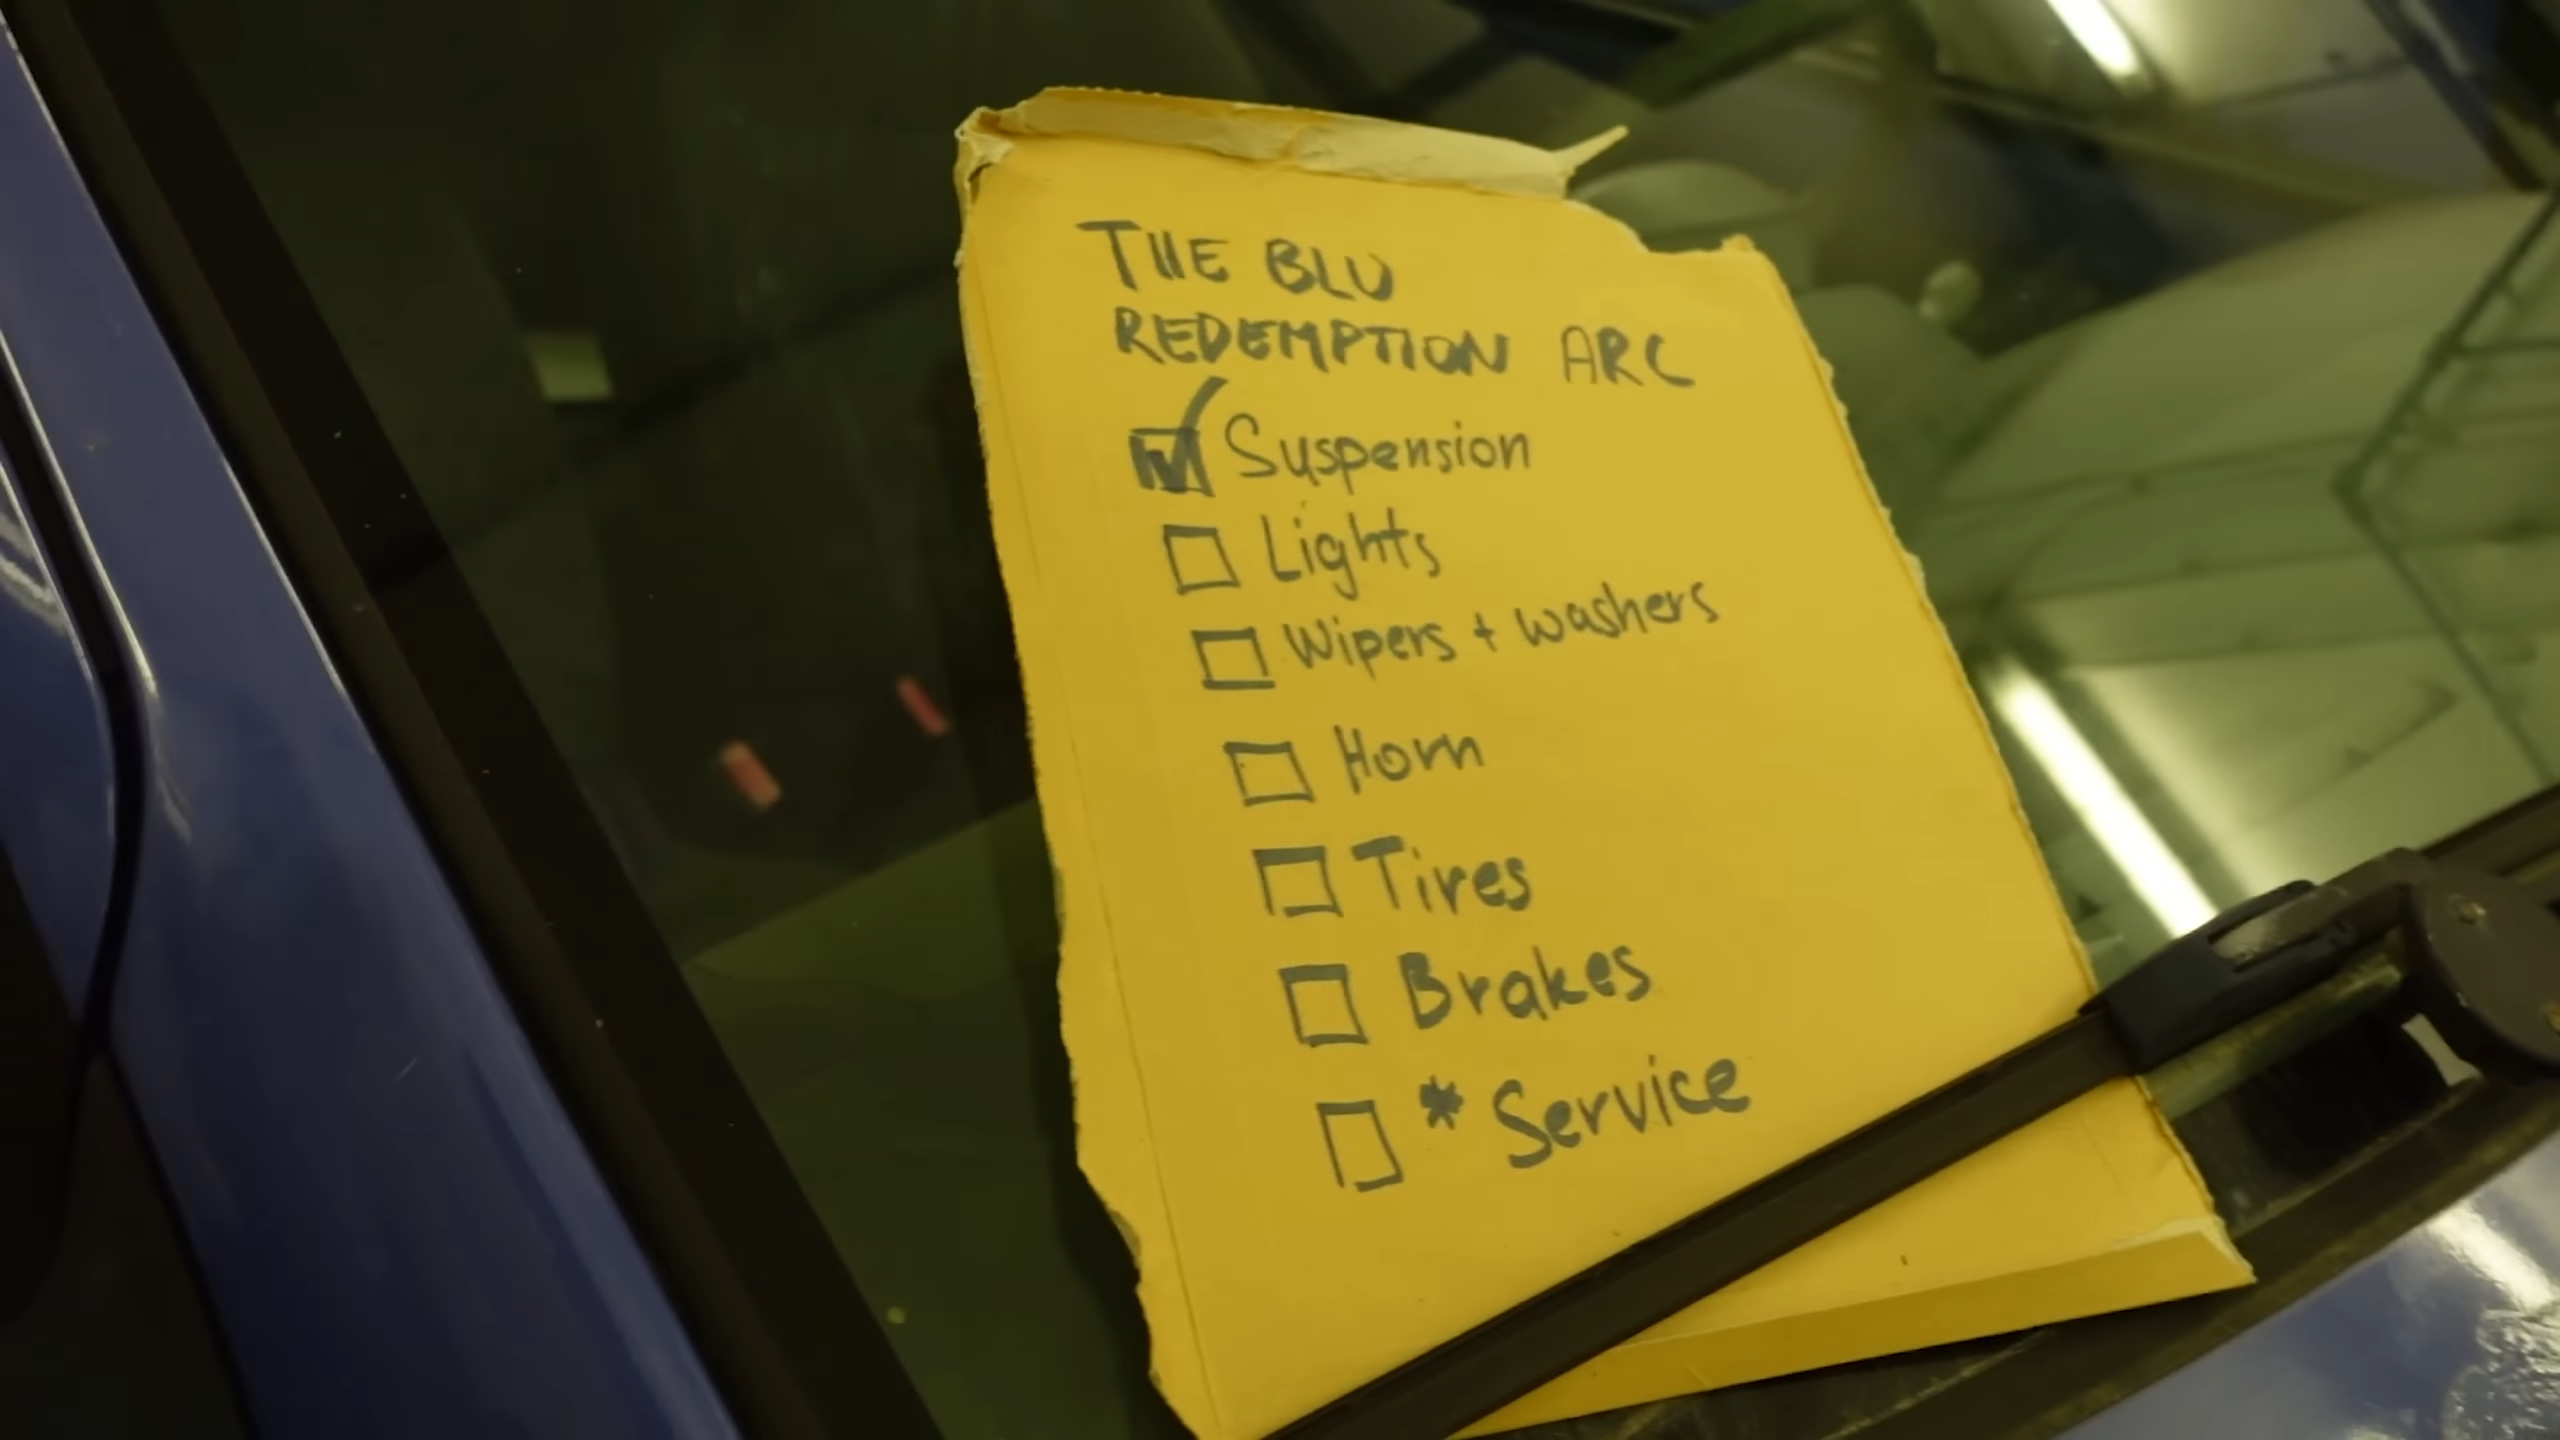 THE BLU
REDEMPTION ARC
Suspension
Lights
Wipers + washers
Horn
Tires
Brakes
* Service